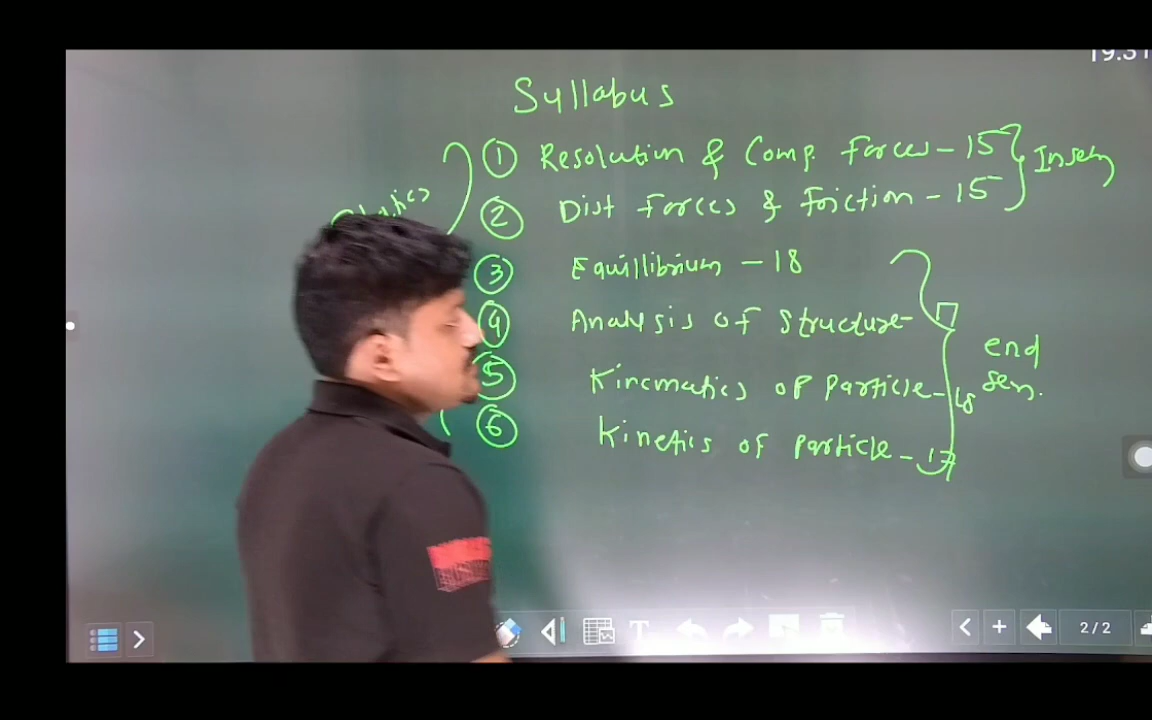 19:31
Syllabus
① Resolution & Comp. forces - 15
Insem
② Dist forces & friction - 15
③ Equillibrium - 18
④ Analysis of structure -
end
sem.
⑤ Kinematics of particle - 18
⑥ Kinetics of particle - 17
T
2/2